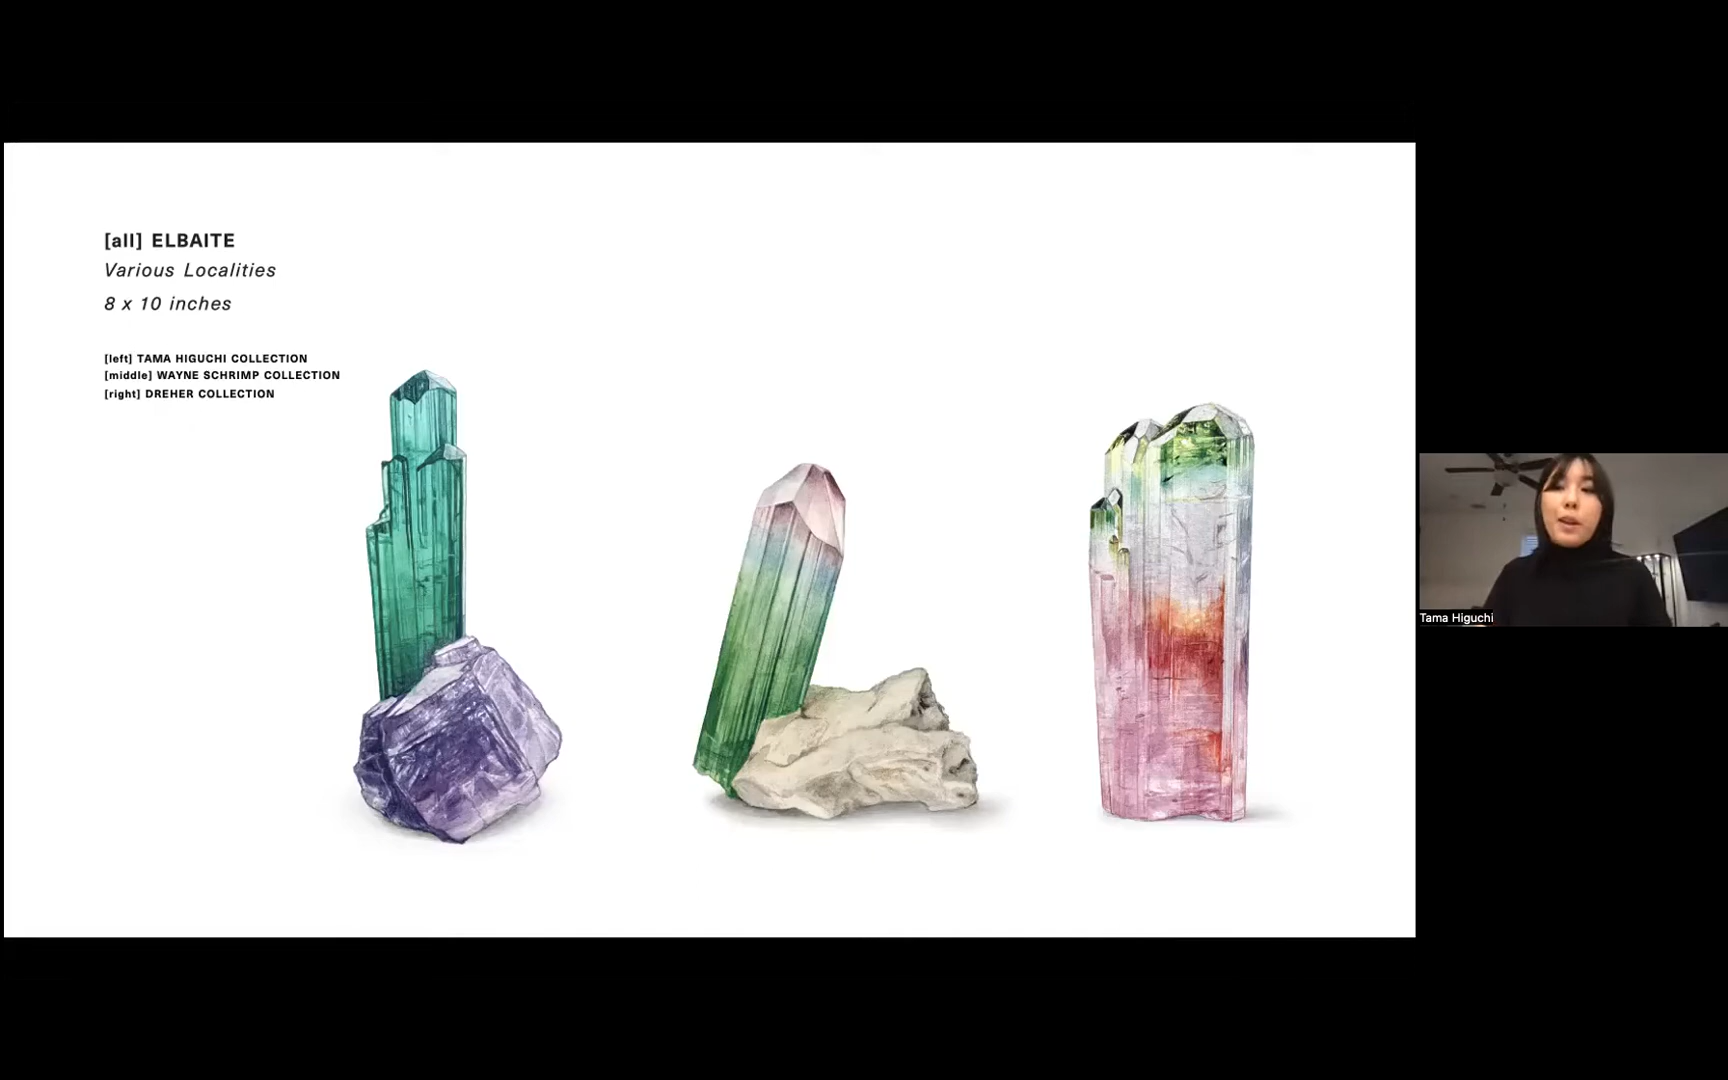 [all] ELBAITE
Various Localities
8 x 10 inches
[left] TAMA HIGUCHI COLLECTION
[middle] WAYNE SCHRIMP COLLECTION
[right] DREHER COLLECTION
Tama Higuchi